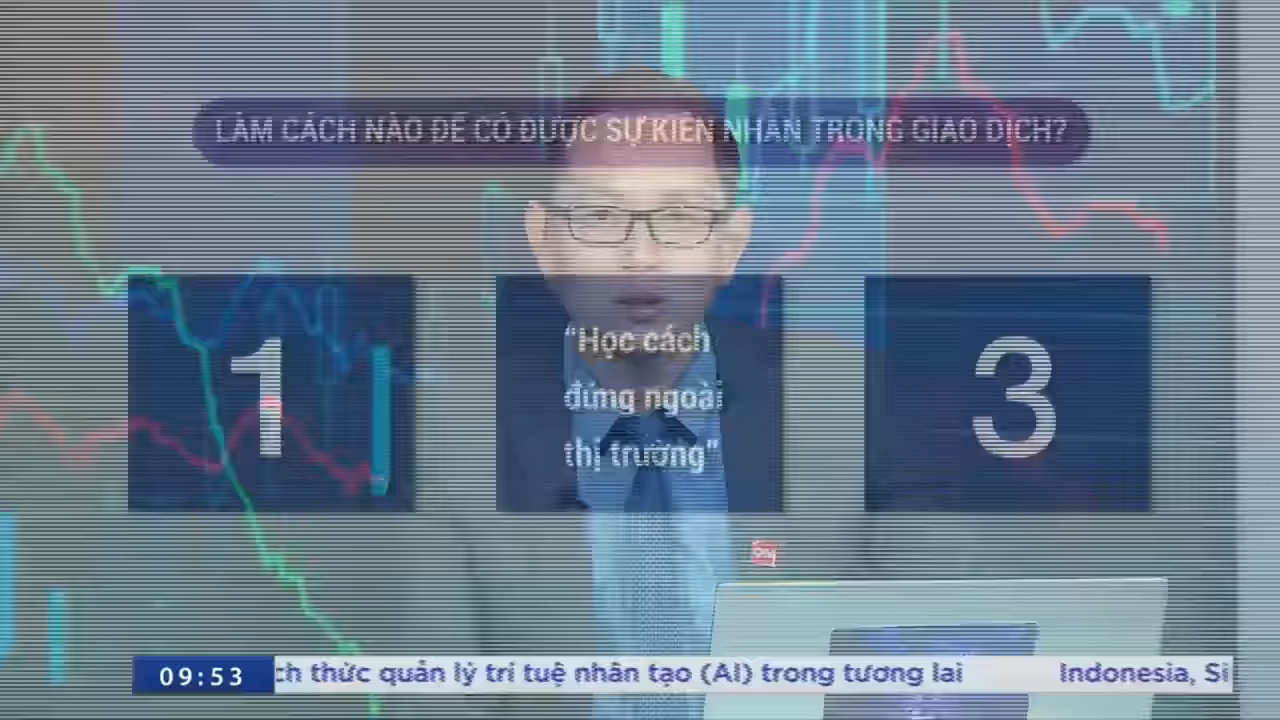 LÀM CÁCH NÀO ĐỂ CÓ ĐƯỢC SỰ KIÊN NHẪN TRONG GIAO DỊCH?
1
"Học cách
đứng ngoài
thị trường"
3
09:53
ch thức quản lý trí tuệ nhân tạo (AI) trong tương lai
Indonesia, Si